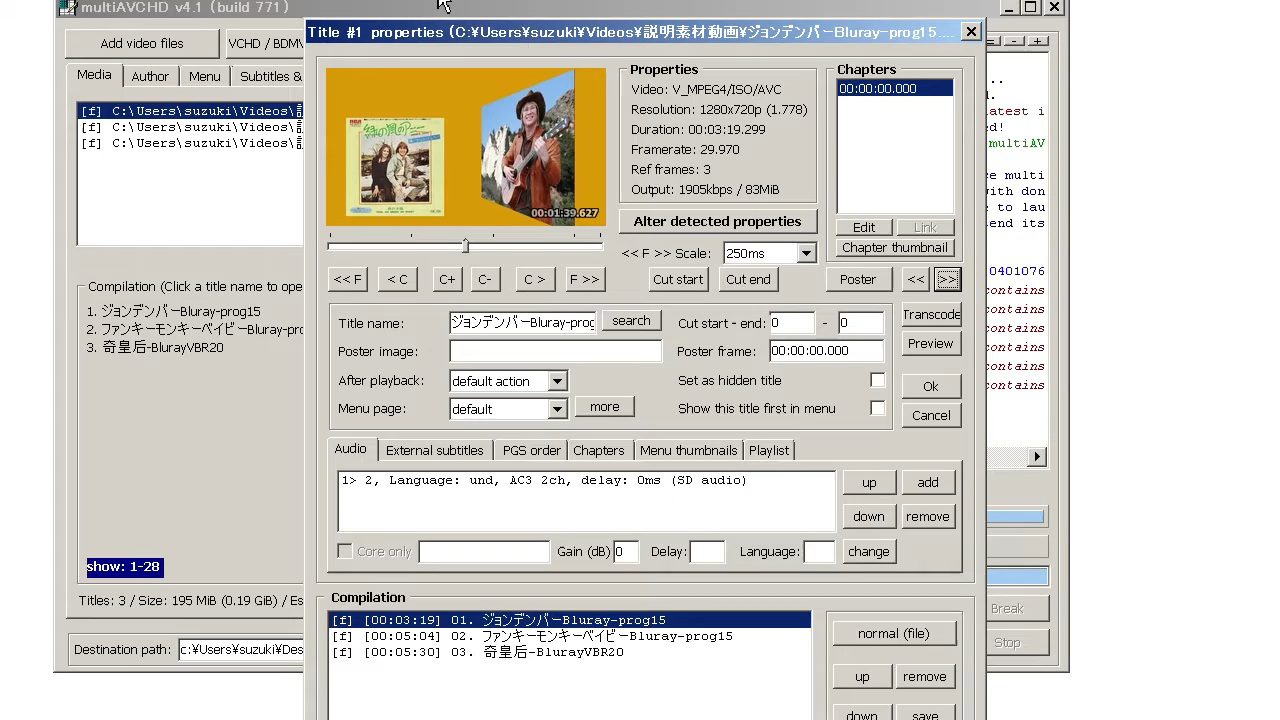 multiAVCHD v4.1 (build 771)
Title #1 properties (C:¥Users¥suzuki¥Videos¥説明素材動画¥ジョンデンバーBluray-prog15....
Add video files
VCHD / BDMV
Media
Author
Menu
Subtitles &
[f] C:\Users\suzuki\Videos\
[f] C:\Users\suzuki\Videos\
[f] C:\Users\suzuki\Videos\
緑の風のアニー
00:01:39.627
Properties
Video: V_MPEG4/ISO/AVC
Resolution: 1280x720p (1.778)
Duration: 00:03:19.299
Framerate: 29.970
Ref frames: 3
Output: 1905kbps / 83MiB
Alter detected properties
Chapters
00:00:00.000
Edit
Link
Chapter thumbnail
<< F >> Scale:
250ms
<< F
< C
C+
C-
C >
F >>
Cut start
Cut end
Poster
<<
>>
Title name:
ジョンデンバーBluray-prog
search
Cut start - end:
0
-
0
Poster image:
Poster frame:
00:00:00.000
After playback:
default action
Set as hidden title
Menu page:
default
more
Show this title first in menu
Transcode
Preview
Ok
Cancel
Audio
External subtitles
PGS order
Chapters
Menu thumbnails
Playlist
1> 2, Language: und, AC3 2ch, delay: 0ms (SD audio)
up
add
down
remove
Core only
Gain (dB)
0
Delay:
Language:
change
Compilation
[f] [00:03:19] 01. ジョンデンバーBluray-prog15
[f] [00:05:04] 02. ファンキーモンキーベイビーBluray-prog15
[f] [00:05:30] 03. 奇皇后-BlurayVBR20
normal (file)
up
remove
down
save
Compilation (Click a title name to ope
1. ジョンデンバーBluray-prog15
2. ファンキーモンキーベイビーBluray-pro
3. 奇皇后-BlurayVBR20
show: 1-28
Titles: 3 / Size: 195 MiB (0.19 GiB) / Es
Destination path:
c:¥Users¥suzuki¥Des
atest i
ed!
multiAV
ce multi
with don
e to lau
end its
0401076
contains
contains
contains
contains
contains
contains
Break
Stop